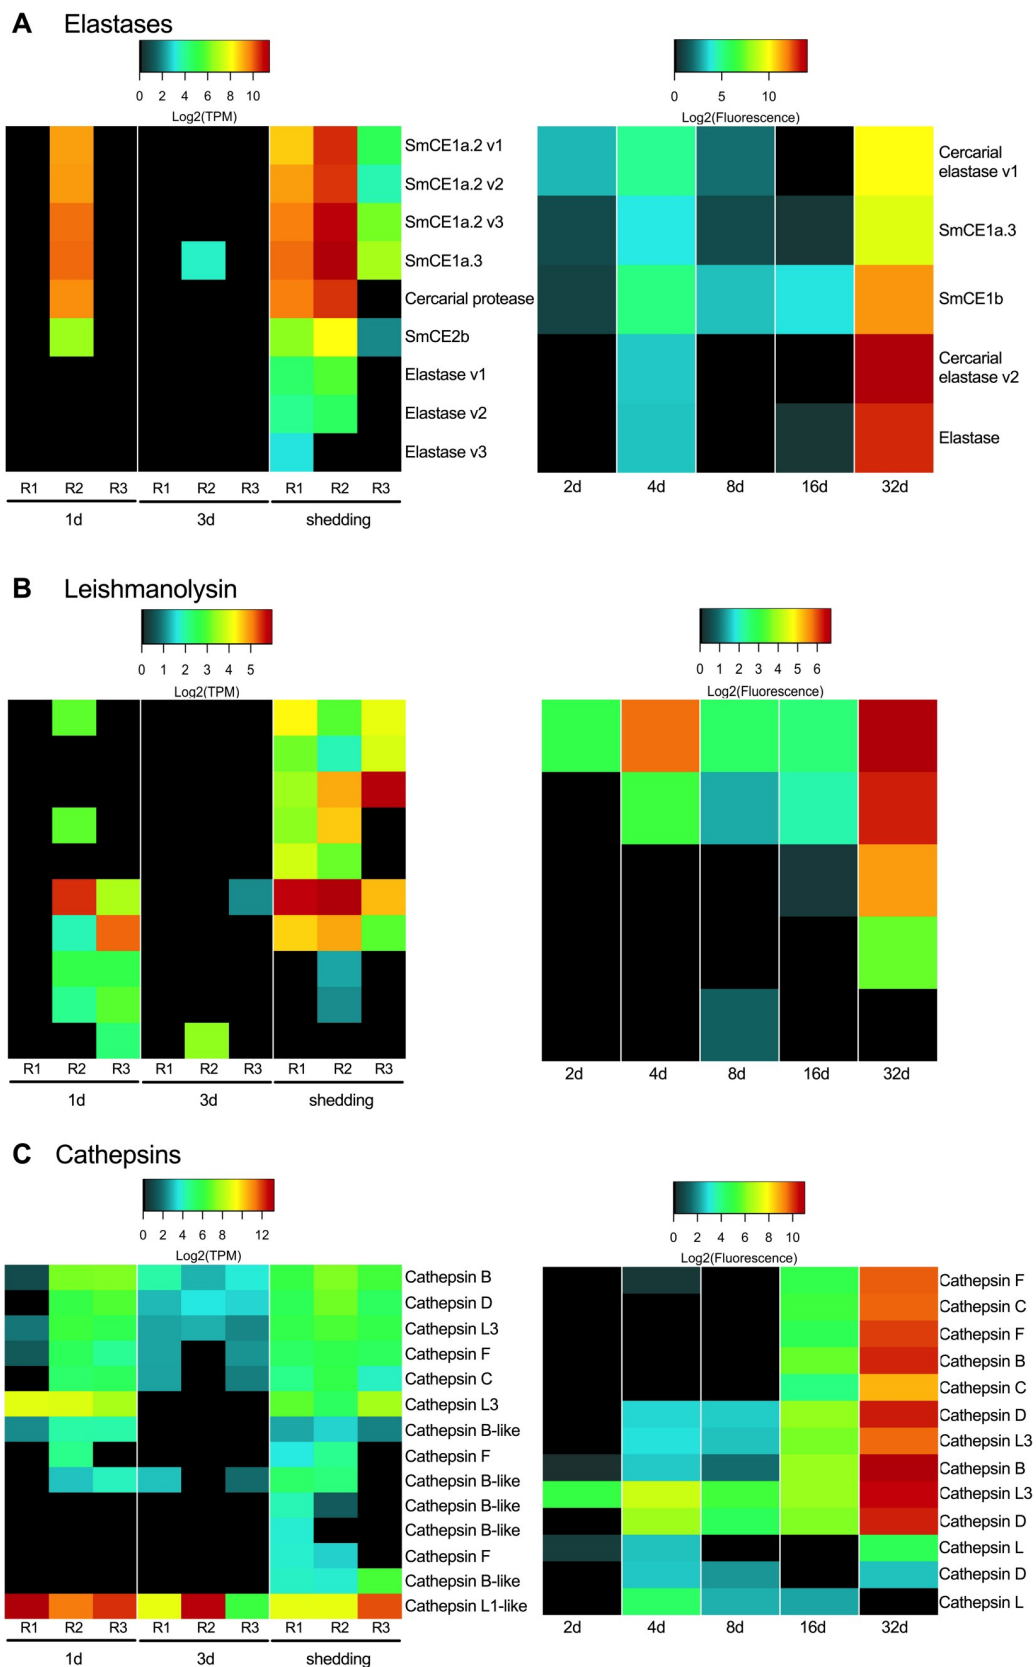 A Elastases
0 2 4 6 8 10
Log2(TPM)
0 5 10
Log2(Fluorescence)
SmCE1a.2 v1
SmCE1a.2 v2
SmCE1a.2 v3
SmCE1a.3
Cercarial protease
SmCE2b
Elastase v1
Elastase v2
Elastase v3
R1 R2 R3 R1 R2 R3 R1 R2 R3
1d 3d shedding
Cercarial
elastase v1
SmCE1a.3
SmCE1b
Cercarial
elastase v2
Elastase
2d 4d 8d 16d 32d
B Leishmanolysin
0 1 2 3 4 5
Log2(TPM)
0 1 2 3 4 5 6
Log2(Fluorescence)
R1 R2 R3 R1 R2 R3 R1 R2 R3
1d 3d shedding
2d 4d 8d 16d 32d
C Cathepsins
0 2 4 6 8 12
Log2(TPM)
0 2 4 6 8 10
Log2(Fluorescence)
Cathepsin B
Cathepsin D
Cathepsin L3
Cathepsin F
Cathepsin C
Cathepsin L3
Cathepsin B-like
Cathepsin F
Cathepsin B-like
Cathepsin B-like
Cathepsin B-like
Cathepsin F
Cathepsin B-like
Cathepsin L1-like
R1 R2 R3 R1 R2 R3 R1 R2 R3
1d 3d shedding
Cathepsin F
Cathepsin C
Cathepsin F
Cathepsin B
Cathepsin C
Cathepsin D
Cathepsin L3
Cathepsin B
Cathepsin L3
Cathepsin D
Cathepsin L
Cathepsin D
Cathepsin L
2d 4d 8d 16d 32d